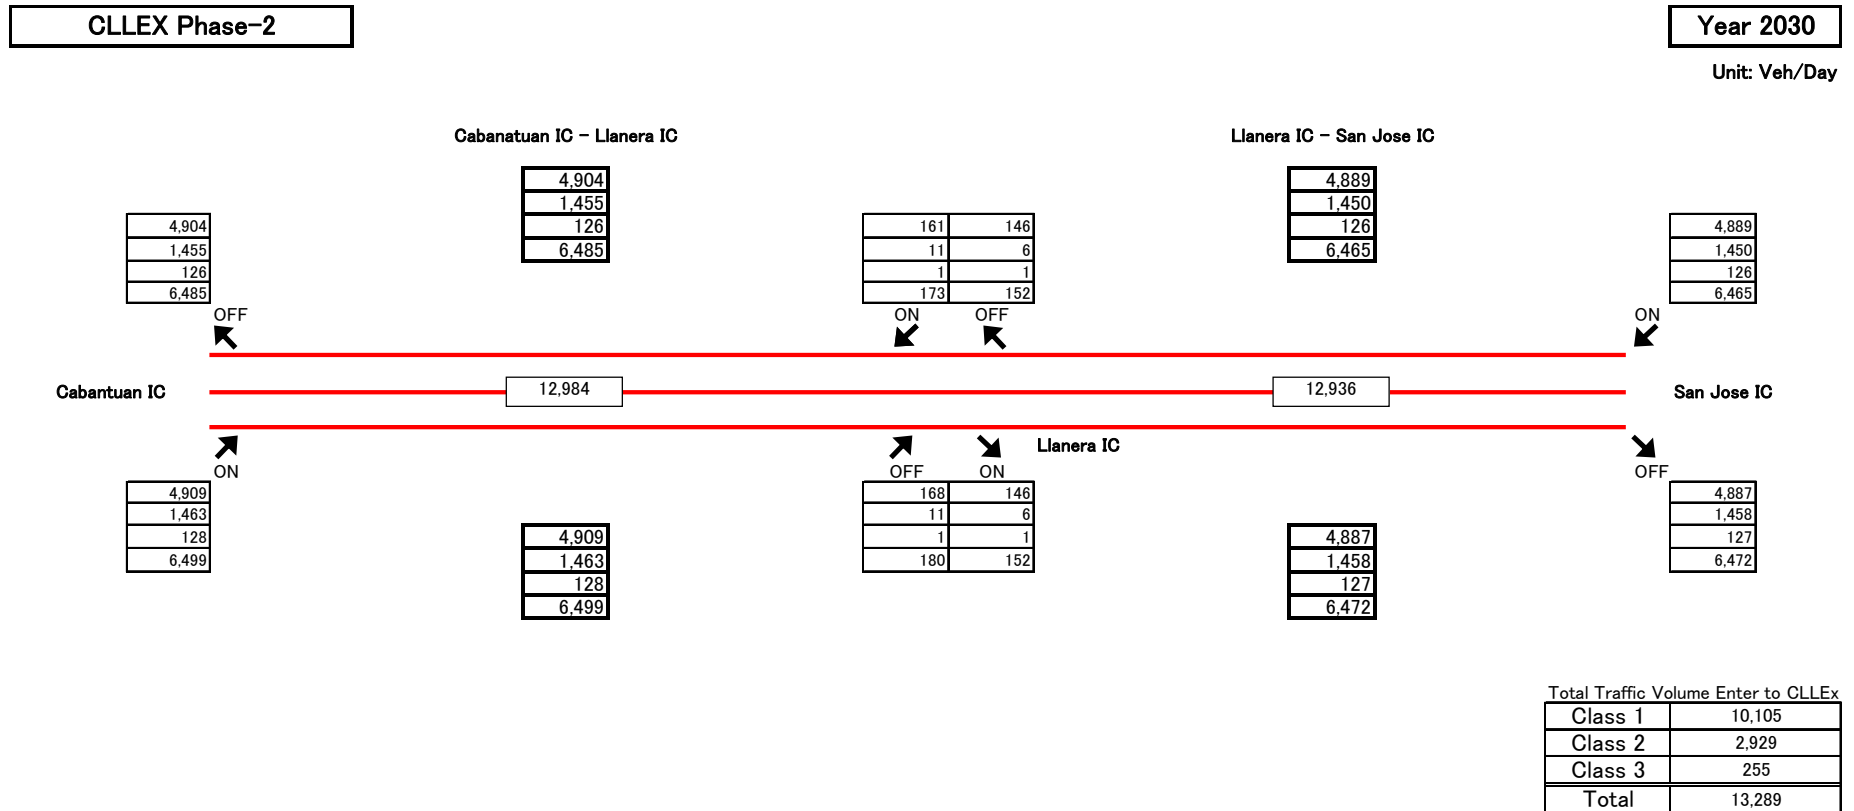 CLLEX Phase-2
Year 2030
Unit: Veh/Day
Cabanatuan IC - Llanera IC
Llanera IC - San Jose IC
4,904
1,455
126
6,485
4,889
1,450
126
6,465
4,904
1,455
126
6,485
161 146
11 6
1 1
173 152
4,889
1,450
126
6,465
OFF
ON OFF
ON
Cabantuan IC
12,984
12,936
San Jose IC
Llanera IC
ON
OFF ON
OFF
4,909
1,463
128
6,499
168 146
11 6
1 1
180 152
4,887
1,458
127
6,472
4,909
1,463
128
6,499
4,887
1,458
127
6,472
Total Traffic Volume Enter to CLLEx
Class 1 10,105
Class 2 2,929
Class 3 255
Total 13,289